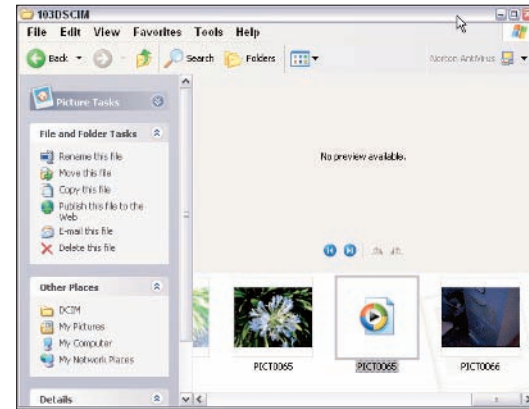 103DSCIM
File Edit View Favorites Tools Help
Back Search Folders Norton AntiVirus
Picture Tasks
File and Folder Tasks
Rename this file
Move this file
Copy this file
Publish this file to the
Web
E-mail this file
Delete this file
Other Places
DCIM
My Pictures
My Computer
My Network Places
Details
No preview available.
PICT0065 PICT0065 PICT0066